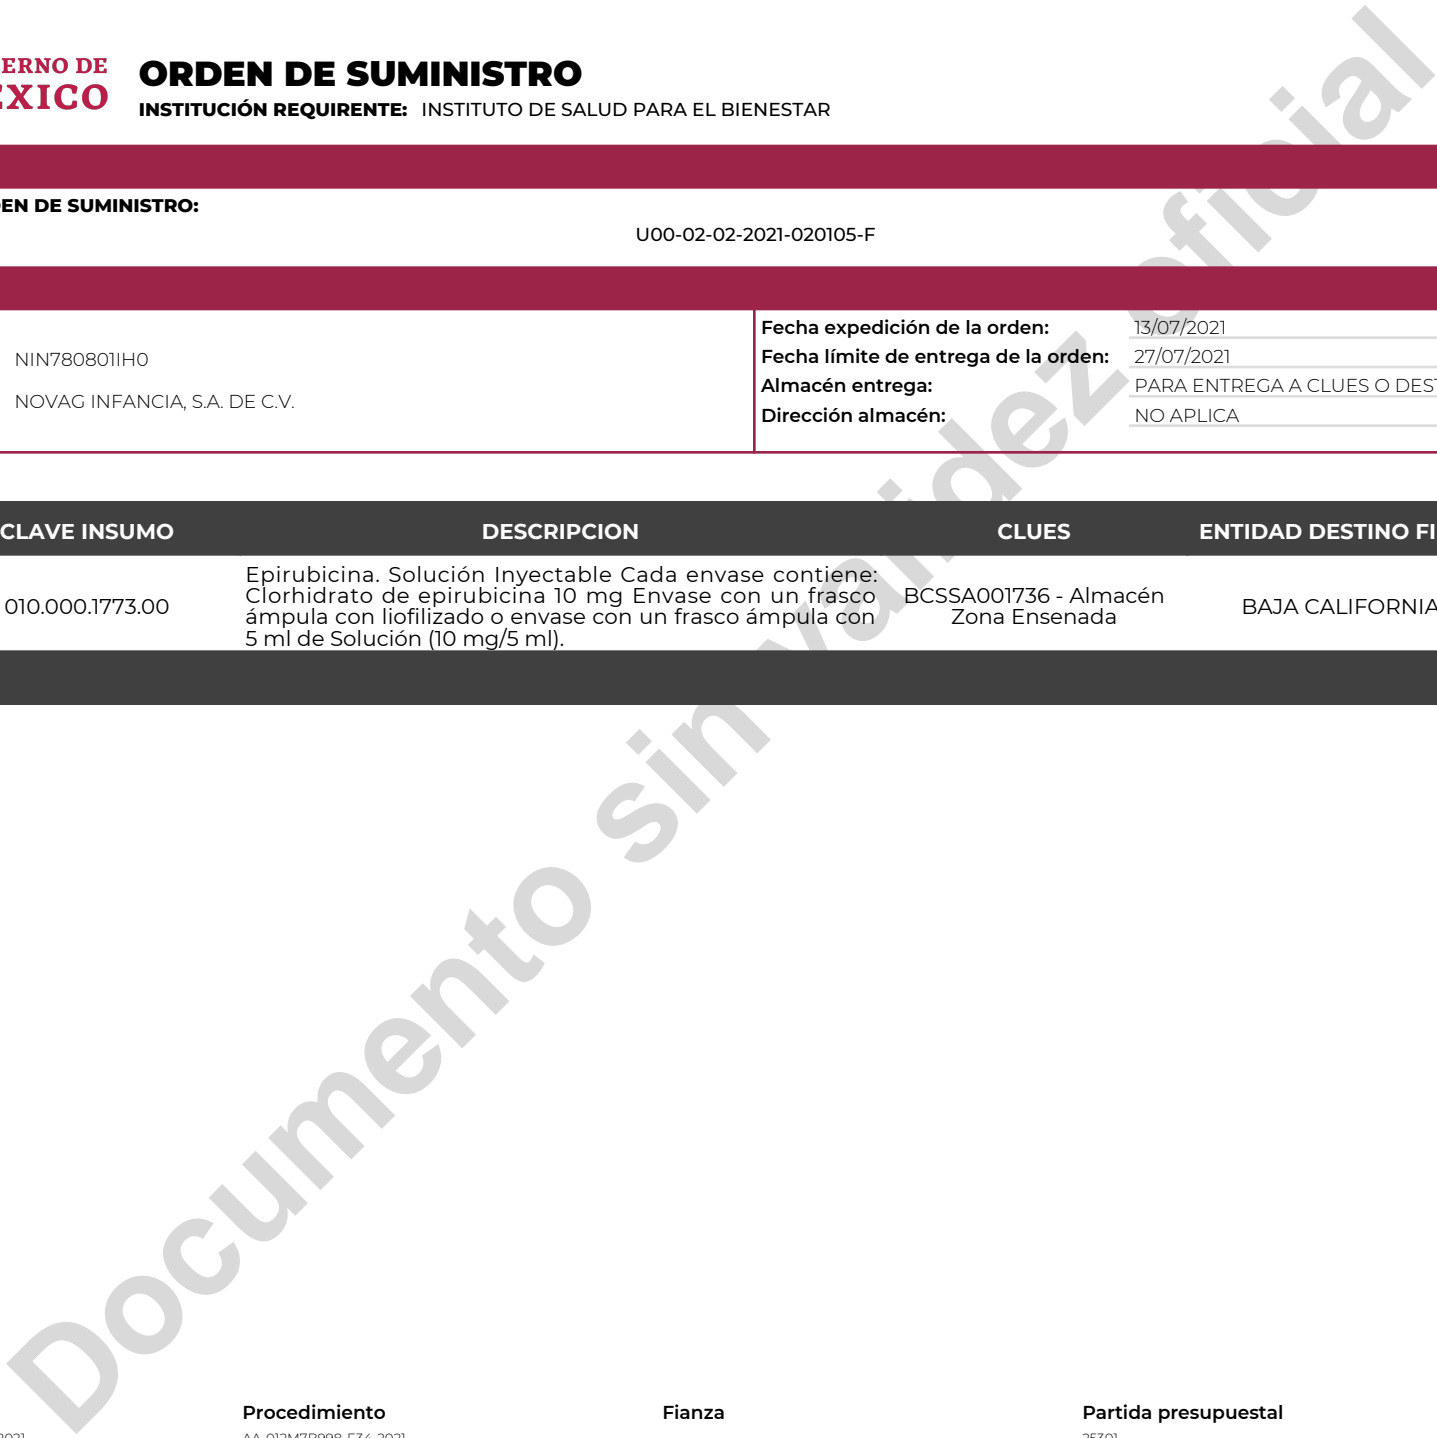 ERNO DE
EXICO
ORDEN DE SUMINISTRO
INSTITUCIÓN REQUIRENTE: INSTITUTO DE SALUD PARA EL BIENESTAR
EN DE SUMINISTRO:
U00-02-02-2021-020105-F
NIN780801IH0
NOVAG INFANCIA, S.A. DE C.V.
Fecha expedición de la orden: 13/07/2021
Fecha límite de entrega de la orden: 27/07/2021
Almacén entrega: PARA ENTREGA A CLUES O DEST
Dirección almacén: NO APLICA
CLAVE INSUMO DESCRIPCION CLUES ENTIDAD DESTINO FI
010.000.1773.00
Epirubicina. Solución Inyectable Cada envase contiene:
Clorhidrato de epirubicina 10 mg Envase con un frasco
ámpula con liofilizado o envase con un frasco ámpula con
5 ml de Solución (10 mg/5 ml).
BCSSA001736 - Almacén
Zona Ensenada
BAJA CALIFORNIA
Documento sin validez oficial
Procedimiento Fianza Partida presupuestal